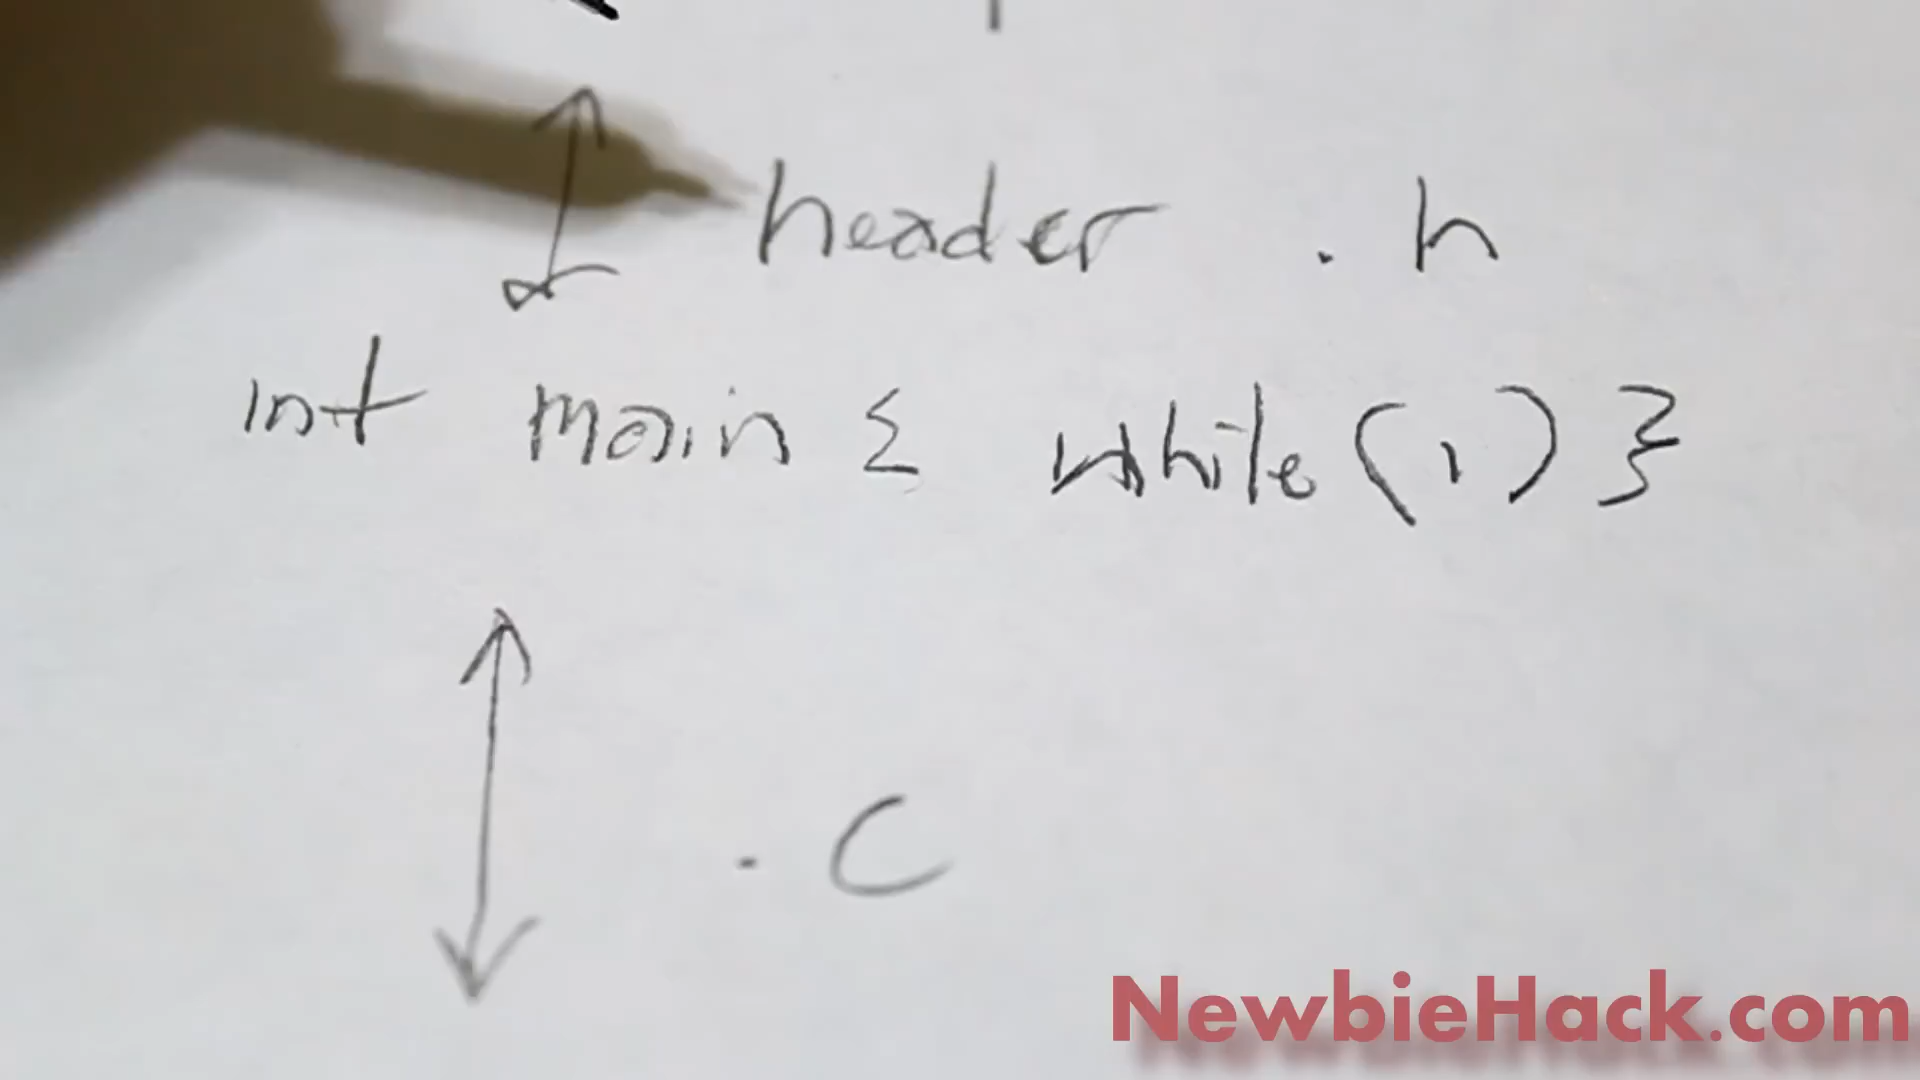 header . h
int main { while(1) }
. C
NewbieHack.com